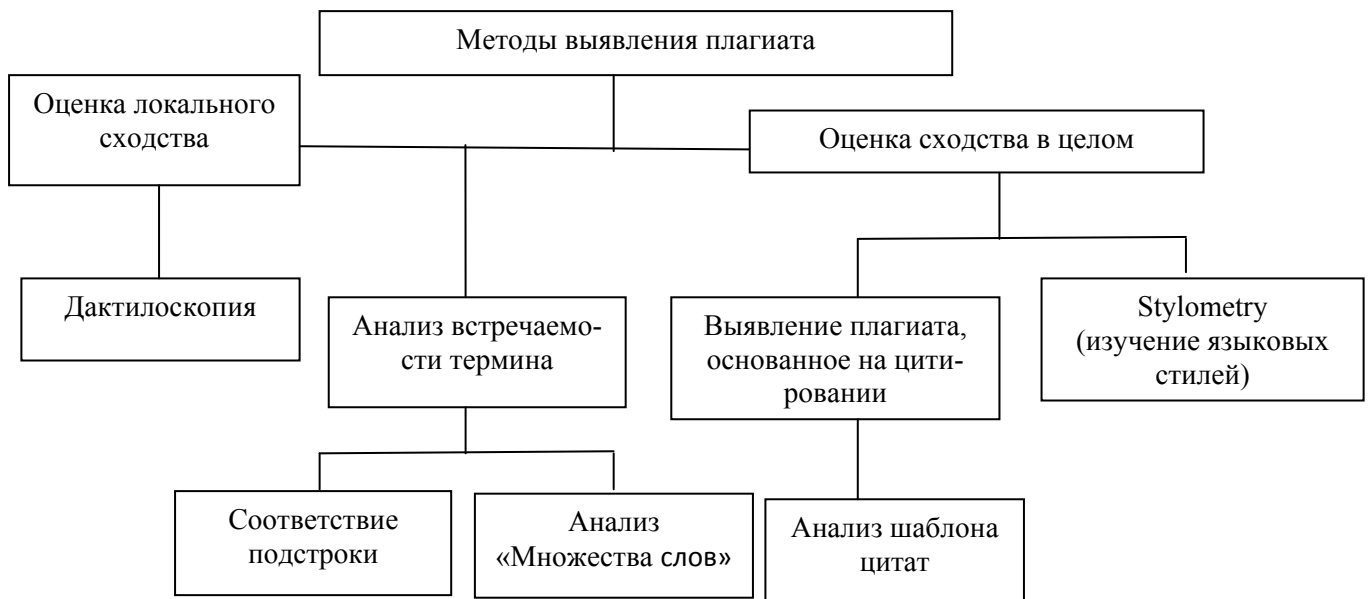 Методы выявления плагиата
Оценка локального
сходства
Оценка сходства в целом
Дактилоскопия
Анализ встречаемо-
сти термина
Выявление плагиата,
основанное на цити-
ровании
Stylometry
(изучение языковых
стилей)
Соответствие
подстроки
Анализ
«Множества слов»
Анализ шаблона
цитат